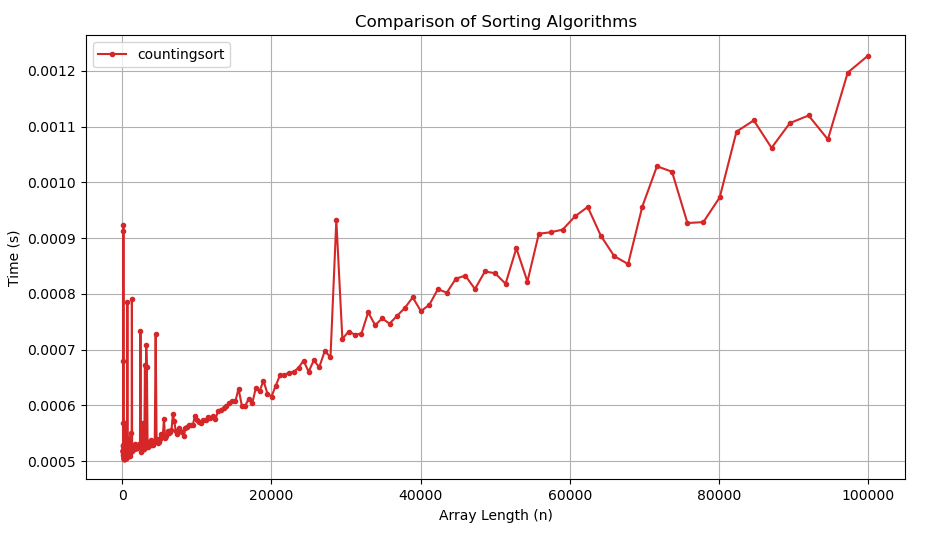 Comparison of Sorting Algorithms
countingsort
0.0012
0.0011
0.0010
0.0009
0.0008
0.0007
0.0006
0.0005
Time (s)
0 20000 40000 60000 80000 100000
Array Length (n)